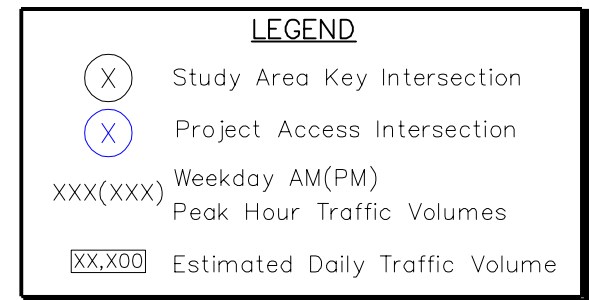 LEGEND
X Study Area Key Intersection
X Project Access Intersection
XXX(XXX) Weekday AM(PM)
Peak Hour Traffic Volumes
XX,X00 Estimated Daily Traffic Volume